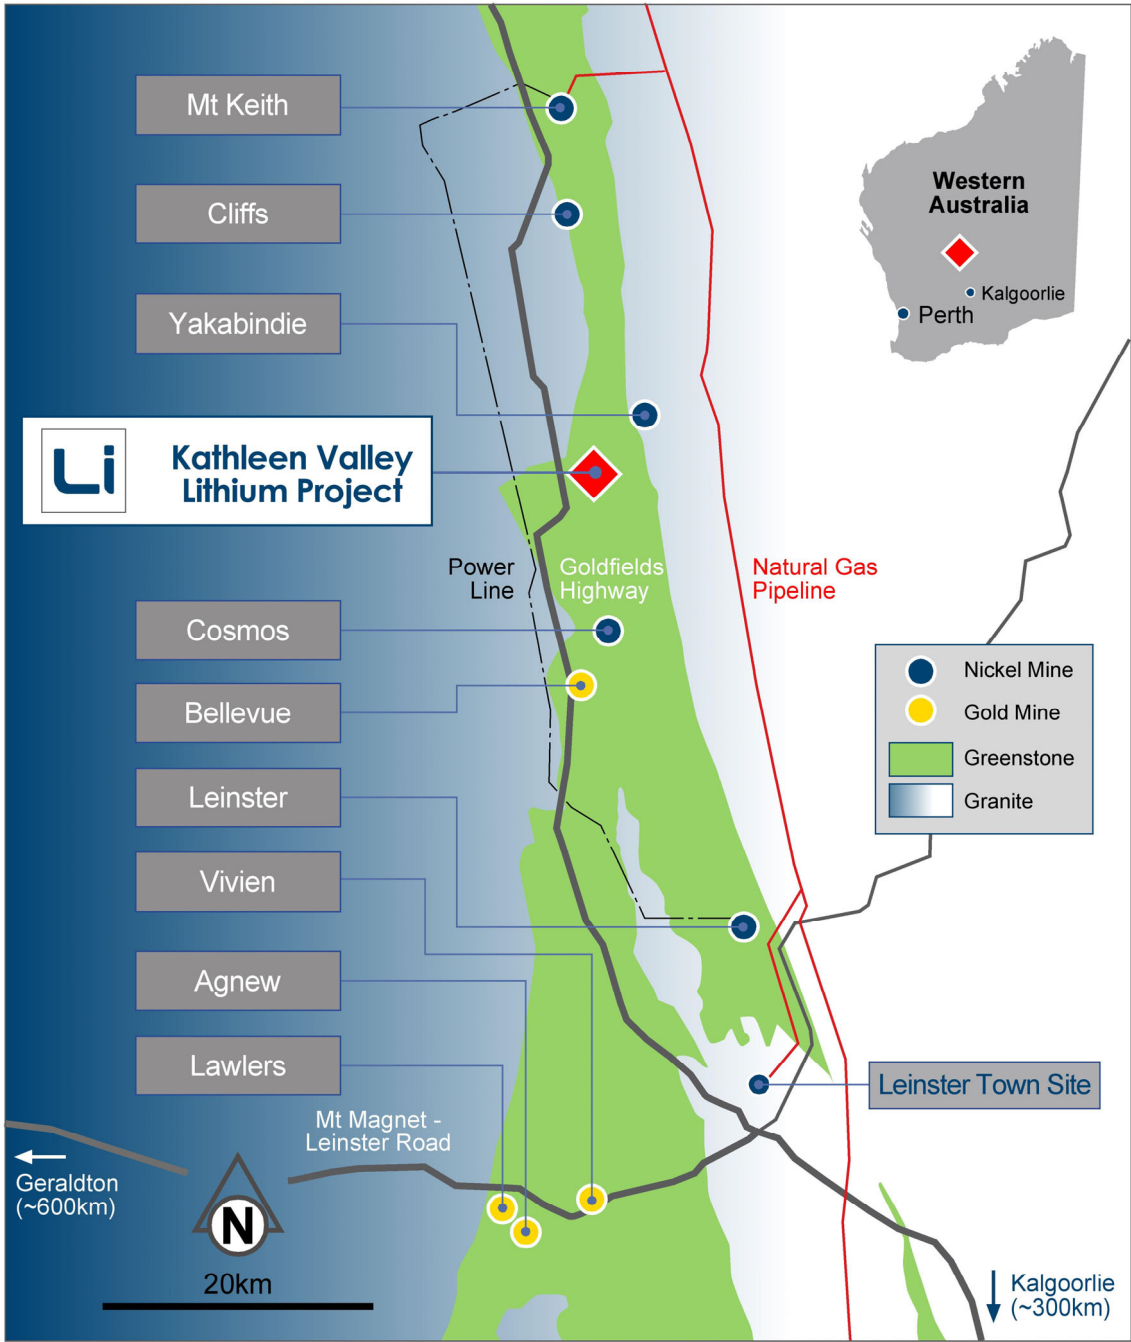 Mt Keith
Cliffs
Yakabindie
Li
Kathleen Valley
Lithium Project
Cosmos
Bellevue
Leinster
Vivien
Agnew
Lawlers
Power
Line
Goldfields
Highway
Natural Gas
Pipeline
Western
Australia
Kalgoorlie
Perth
Nickel Mine
Gold Mine
Greenstone
Granite
Leinster Town Site
Mt Magnet -
Leinster Road
Geraldton
(~600km)
N
20km
Kalgoorlie
(~300km)